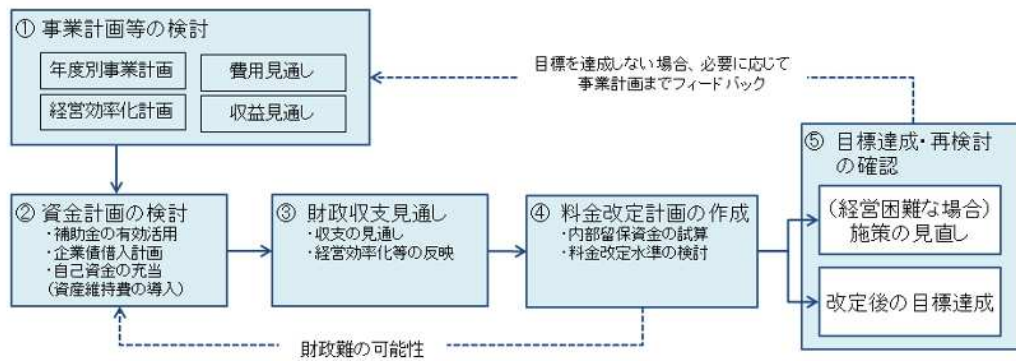 ① 事業計画等の検討
年度別事業計画
費用見通し
経営効率化計画
収益見通し
目標を達成しない場合、必要に応じて
事業計画までフィードバック
② 資金計画の検討
・補助金の有効活用
・企業債借入計画
・自己資金の充当
(資産維持費の導入)
③ 財政収支見通し
・収支の見通し
・経営効率化等の反映
④ 料金改定計画の作成
・内部留保資金の試算
・料金改定水準の検討
⑤ 目標達成・再検討
の確認
(経営困難な場合)
施策の見直し
改定後の目標達成
財政難の可能性